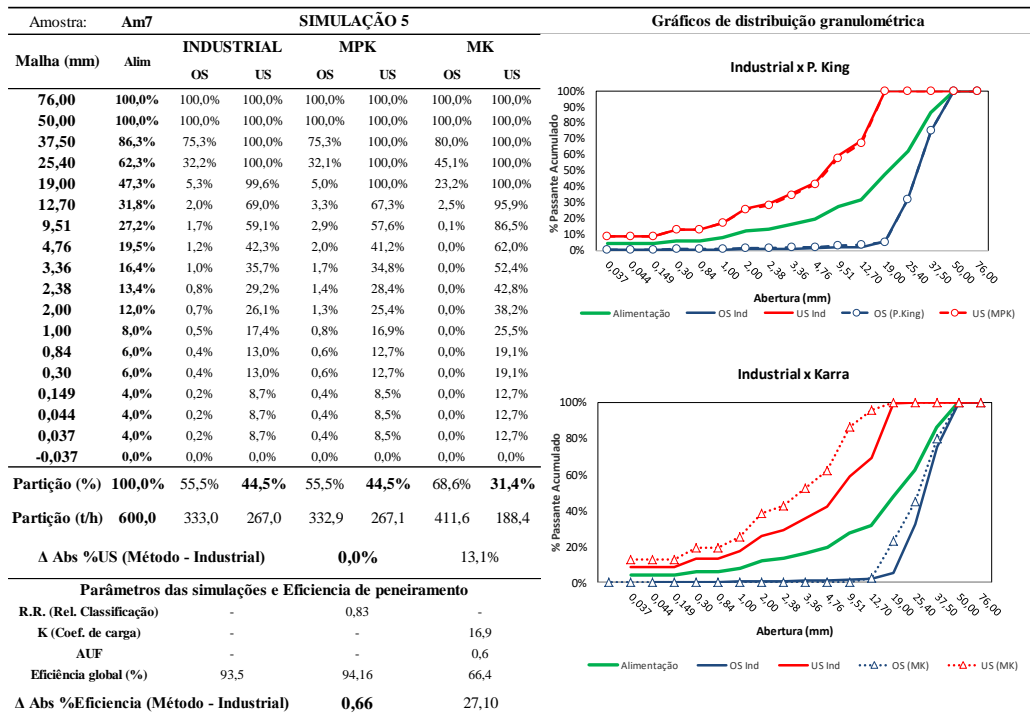 Amostra: Am7 SIMULAÇÃO 5 Gráficos de distribuição granulométrica
Malha (mm) Alim INDUSTRIAL MPK MK
OS US OS US OS US
76,00 100,0% 100,0% 100,0% 100,0% 100,0% 100,0% 100,0%
50,00 100,0% 100,0% 100,0% 100,0% 100,0% 100,0% 100,0%
37,50 86,3% 75,3% 100,0% 75,3% 100,0% 80,0% 100,0%
25,40 62,3% 32,2% 100,0% 32,1% 100,0% 45,1% 100,0%
19,00 47,3% 5,3% 99,6% 5,0% 100,0% 23,2% 100,0%
12,70 31,8% 2,0% 69,0% 3,3% 67,3% 2,5% 95,9%
9,51 27,2% 1,7% 59,1% 2,9% 57,6% 0,1% 86,5%
4,76 19,5% 1,2% 42,3% 2,0% 41,2% 0,0% 62,0%
3,36 16,4% 1,0% 35,7% 1,7% 34,8% 0,0% 52,4%
2,38 13,4% 0,8% 29,2% 1,4% 28,4% 0,0% 42,8%
2,00 12,0% 0,7% 26,1% 1,3% 25,4% 0,0% 38,2%
1,00 8,0% 0,5% 17,4% 0,8% 16,9% 0,0% 25,5%
0,84 6,0% 0,4% 13,0% 0,6% 12,7% 0,0% 19,1%
0,30 6,0% 0,4% 13,0% 0,6% 12,7% 0,0% 19,1%
0,149 4,0% 0,2% 8,7% 0,4% 8,5% 0,0% 12,7%
0,044 4,0% 0,2% 8,7% 0,4% 8,5% 0,0% 12,7%
0,037 4,0% 0,2% 8,7% 0,4% 8,5% 0,0% 12,7%
-0,037 0,0% 0,0% 0,0% 0,0% 0,0% 0,0% 0,0%
Partição (%) 100,0% 55,5% 44,5% 55,5% 44,5% 68,6% 31,4%
Partição (t/h) 600,0 333,0 267,0 332,9 267,1 411,6 188,4
Δ Abs %US (Método - Industrial) 0,0% 13,1%
Parâmetros das simulações e Eficiencia de peneiramento
R.R. (Rel. Classificação) - 0,83 -
K (Coef. de carga) - - 16,9
AUF - - 0,6
Eficiência global (%) 93,5 94,16 66,4
Δ Abs %Eficiencia (Método - Industrial) 0,66 27,10
Industrial x P. King
% Passante Acumulado
100%
90%
80%
70%
60%
50%
40%
30%
20%
10%
0%
0,037 0,044 0,149 0,30 0,84 1,00 2,00 2,38 3,36 4,76 9,51 12,70 19,00 25,40 37,50 50,00 76,00
Abertura (mm)
Alimentação OS Ind US Ind OS (P.King) US (MPK)
Industrial x Karra
% Passante Acumulado
100%
80%
60%
40%
20%
0%
0,037 0,044 0,149 0,30 0,84 1,00 2,00 2,38 3,36 4,76 9,51 12,70 19,00 25,40 37,50 50,00 76,00
Abertura (mm)
Alimentação OS Ind US Ind OS (MK) US (MK)